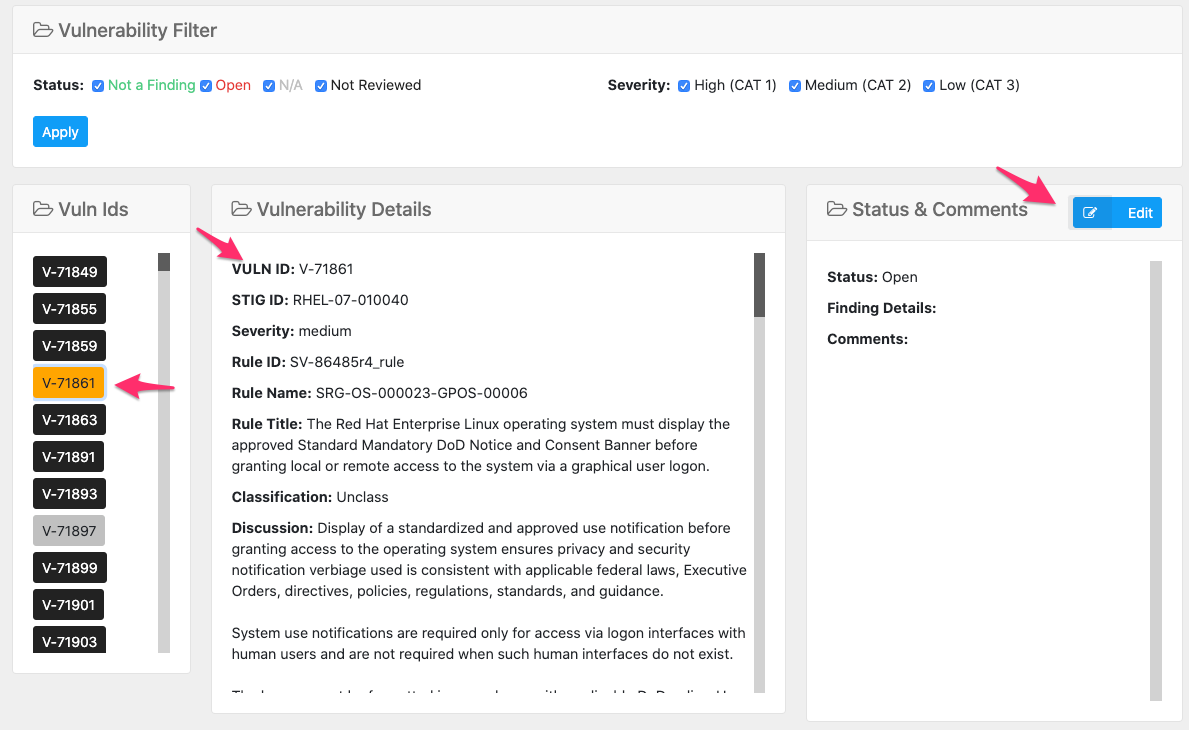 Vulnerability Filter
Status: Not a Finding Open N/A Not Reviewed
Severity: High (CAT 1) Medium (CAT 2) Low (CAT 3)
Apply
Vuln Ids
V-71849
V-71855
V-71859
V-71861
V-71863
V-71891
V-71893
V-71897
V-71899
V-71901
V-71903
Vulnerability Details
VULN ID: V-71861
STIG ID: RHEL-07-010040
Severity: medium
Rule ID: SV-86485r4_rule
Rule Name: SRG-OS-000023-GPOS-00006
Rule Title: The Red Hat Enterprise Linux operating system must display the
approved Standard Mandatory DoD Notice and Consent Banner before
granting local or remote access to the system via a graphical user logon.
Classification: Unclass
Discussion: Display of a standardized and approved use notification before
granting access to the operating system ensures privacy and security
notification verbiage used is consistent with applicable federal laws, Executive
Orders, directives, policies, regulations, standards, and guidance.
System use notifications are required only for access via logon interfaces with
human users and are not required when such human interfaces do not exist.
Status & Comments
Edit
Status: Open
Finding Details:
Comments: